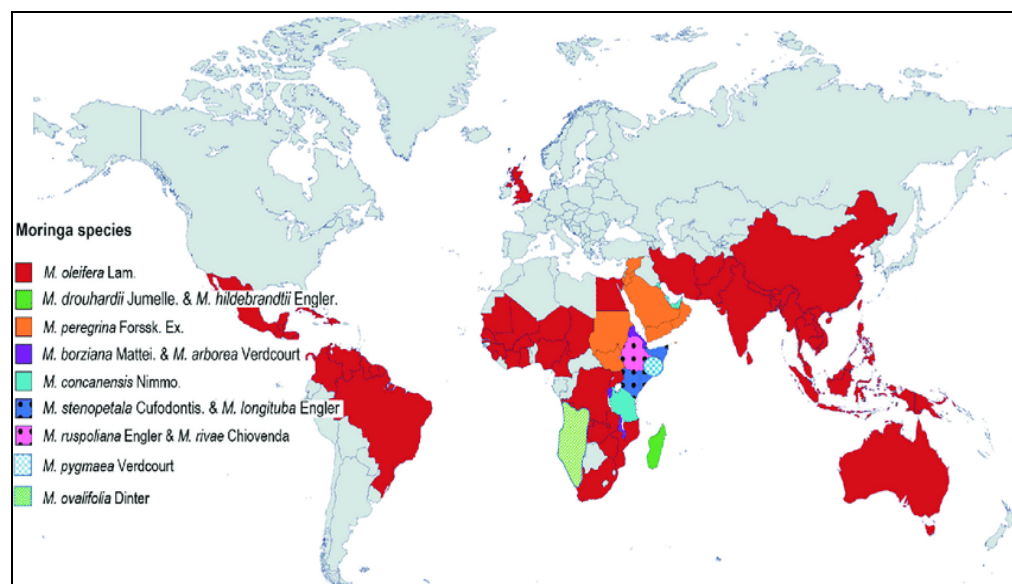 Moringa species
M. oleifera Lam.
M. drouhardii Jumelle. & M. hildebrandtii Engler.
M. peregrina Forssk. Ex.
M. borziana Mattei. & M. arborea Verdcourt
M. concanensis Nimmo.
M. stenopetala Cufodontis. & M. longituba Engler
M. ruspoliana Engler & M. rivae Chiovenda
M. pygmaea Verdcourt
M. ovalifolia Dinter